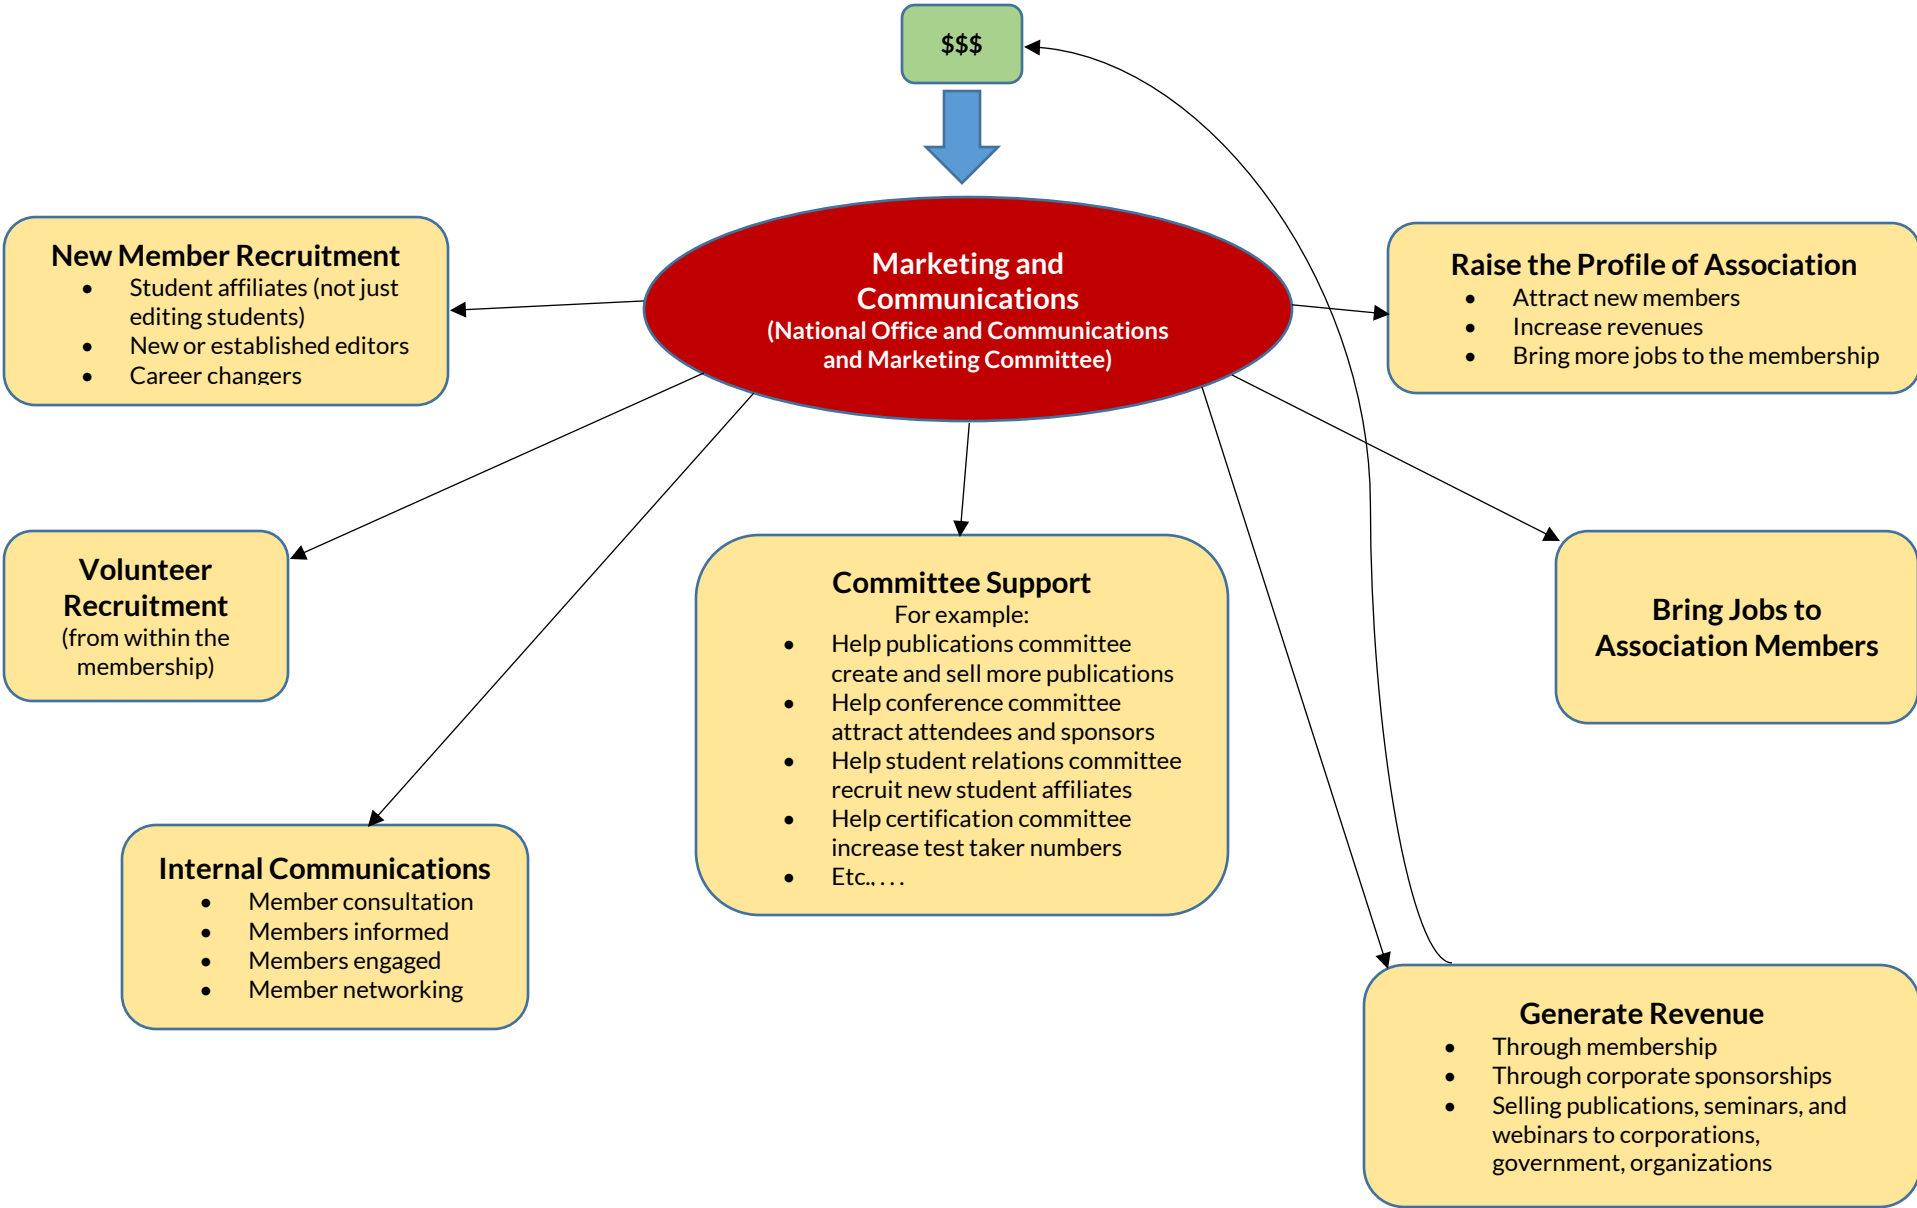 $$$
Marketing and
Communications
(National Office and Communications
and Marketing Committee)
New Member Recruitment
• Student affiliates (not just
editing students)
• New or established editors
• Career changers
Raise the Profile of Association
• Attract new members
• Increase revenues
• Bring more jobs to the membership
Volunteer
Recruitment
(from within the
membership)
Committee Support
For example:
• Help publications committee
create and sell more publications
• Help conference committee
attract attendees and sponsors
• Help student relations committee
recruit new student affiliates
• Help certification committee
increase test taker numbers
• Etc., . . .
Bring Jobs to
Association Members
Internal Communications
• Member consultation
• Members informed
• Members engaged
• Member networking
Generate Revenue
• Through membership
• Through corporate sponsorships
• Selling publications, seminars, and
webinars to corporations,
government, organizations